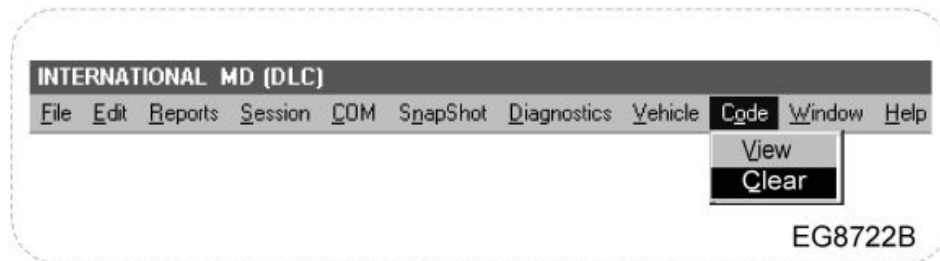 INTERNATIONAL MD (DLC)
File Edit Reports Session COM SnapShot Diagnostics Vehicle Code Window Help
View
Clear
EG8722B